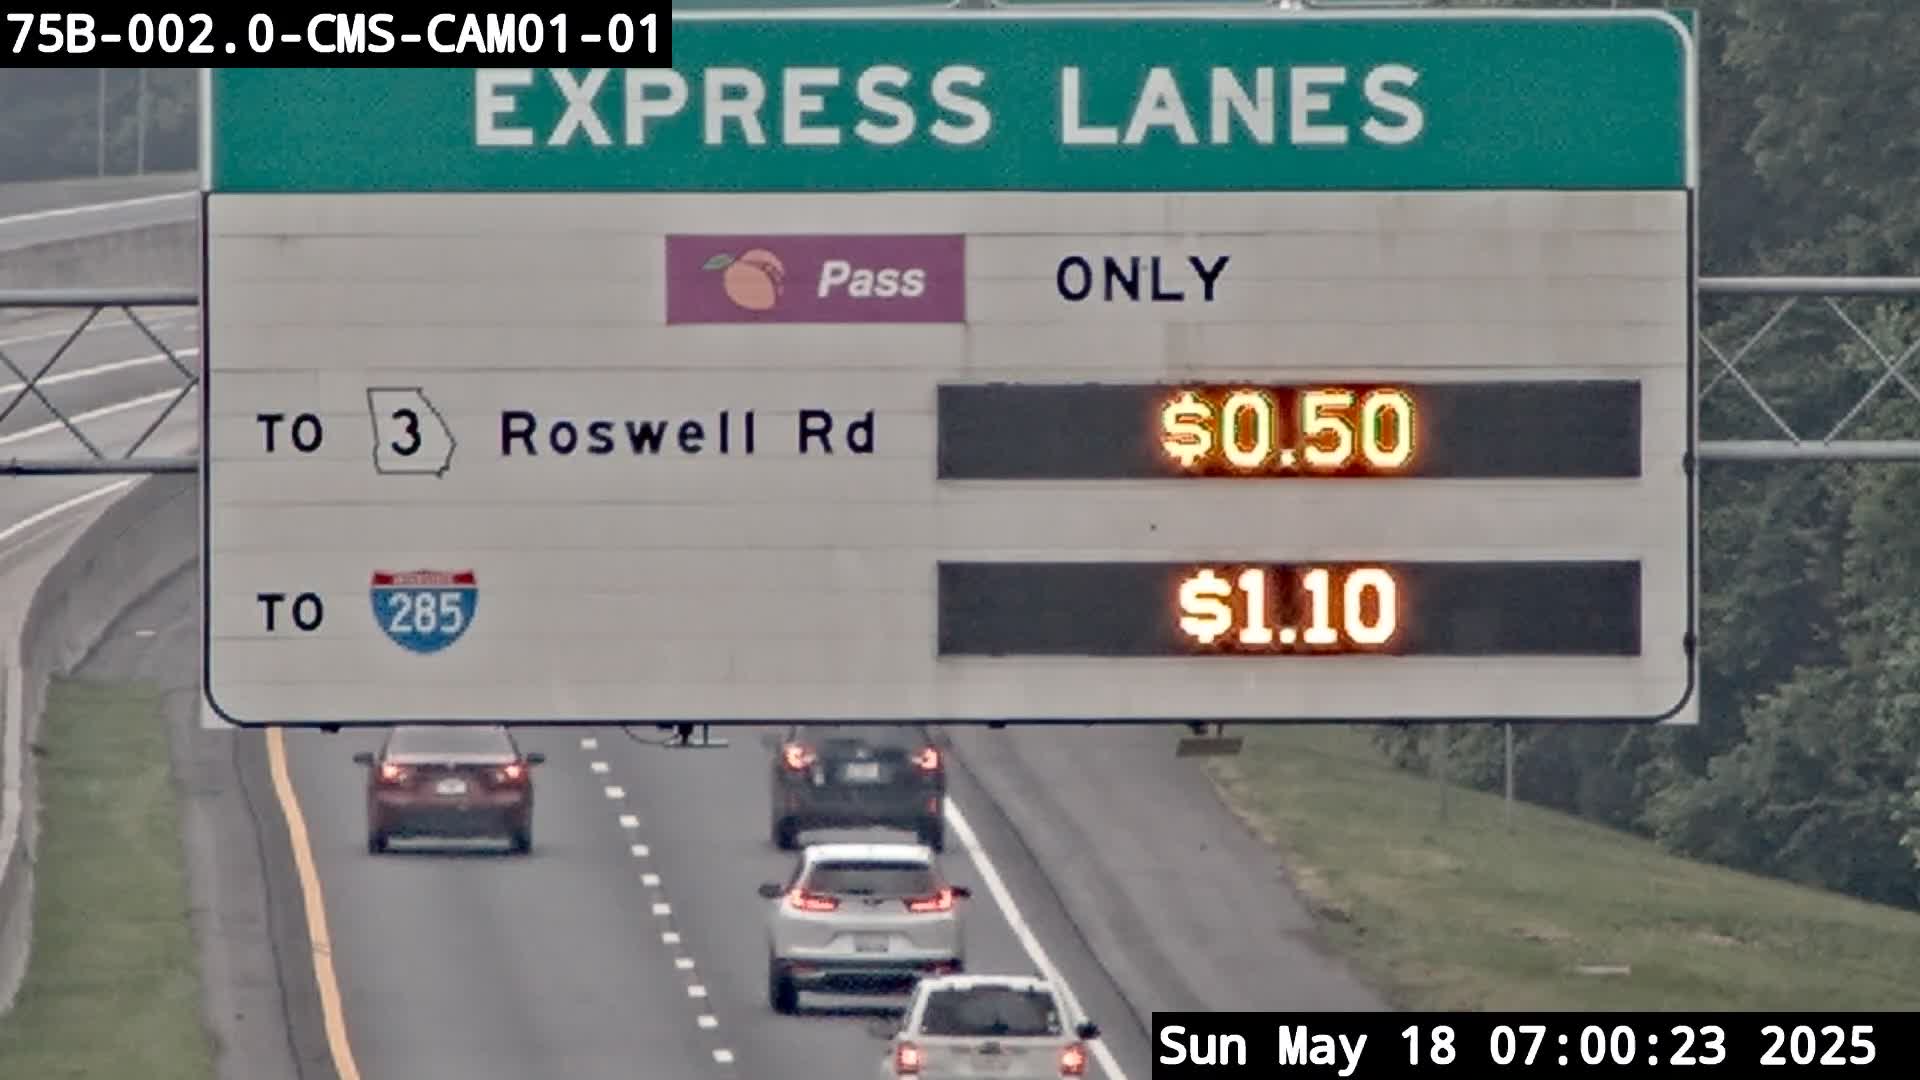 75B-002.0-CMS-CAM01-01
EXPRESS LANES
Pass ONLY
TO 3 Roswell Rd $0.50
TO 285 $1.10
Sun May 18 07:00:23 2025